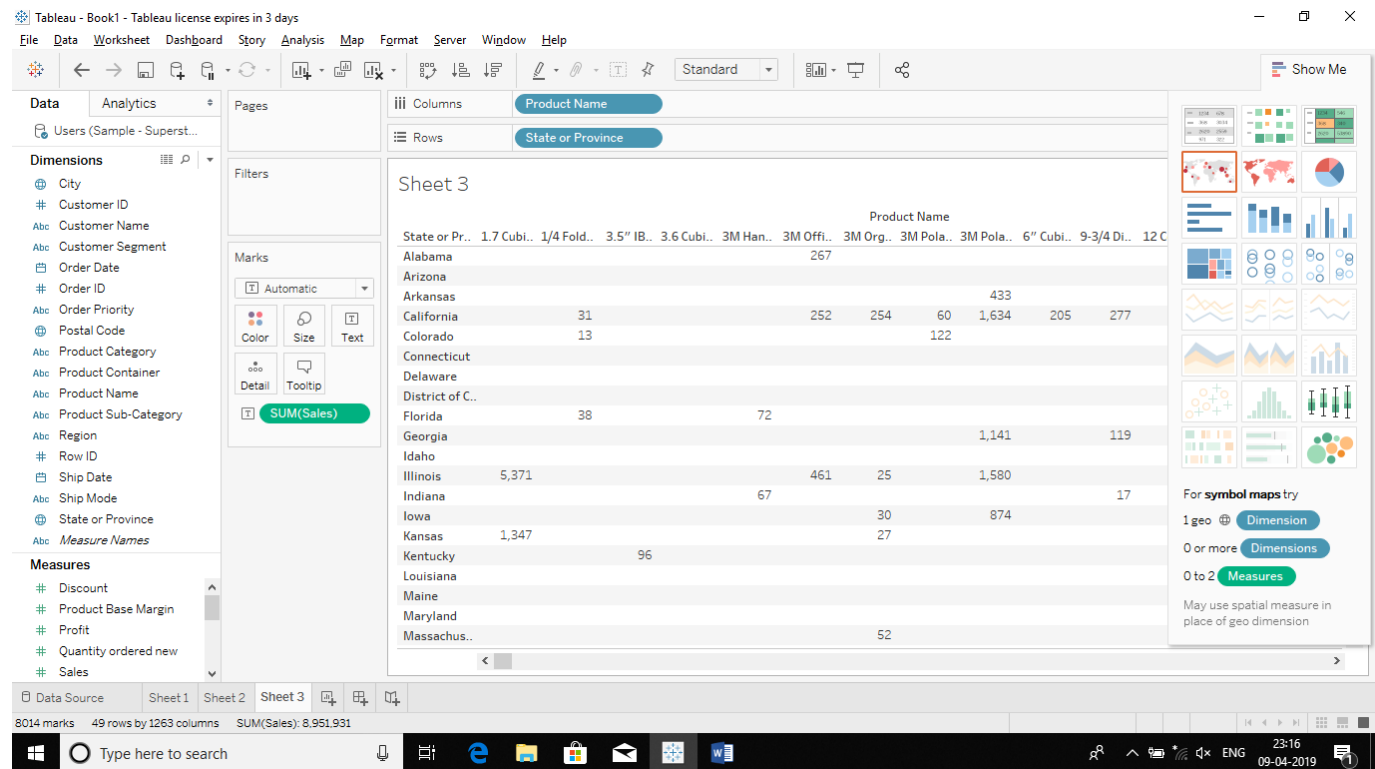 Tableau - Book1 - Tableau license expires in 3 days
File Data Worksheet Dashboard Story Analysis Map Format Server Window Help
Standard
Show Me
Data Analytics
Users (Sample - Superst...
Dimensions
City
Customer ID
Abc Customer Name
Abc Customer Segment
Order Date
Order ID
Abc Order Priority
Postal Code
Abc Product Category
Abc Product Container
Abc Product Name
Abc Product Sub-Category
Abc Region
Row ID
Ship Date
Abc Ship Mode
State or Province
Abc Measure Names
Measures
Discount
Product Base Margin
Profit
Quantity ordered new
Sales
Pages
Filters
Marks
Automatic
Color Size Text
Detail Tooltip
SUM(Sales)
Columns Product Name
Rows State or Province
Sheet 3
Product Name
State or Pr.. 1.7 Cubi.. 1/4 Fold.. 3.5" IB.. 3.6 Cubi.. 3M Han.. 3M Offi.. 3M Org.. 3M Pola.. 3M Pola.. 6" Cubi.. 9-3/4 Di.. 12 C
Alabama 267
Arizona
Arkansas 433
California 31 252 254 60 1,634 205 277
Colorado 13 122
Connecticut
Delaware
District of C..
Florida 38 72
Georgia 1,141 119
Idaho
Illinois 5,371 461 25 1,580
Indiana 67 17
Iowa 30 874
Kansas 1,347 27
Kentucky 96
Louisiana
Maine
Maryland
Massachus.. 52
For symbol maps try
1 geo Dimension
0 or more Dimensions
0 to 2 Measures
May use spatial measure in
place of geo dimension
Data Source Sheet 1 Sheet 2 Sheet 3
8014 marks 49 rows by 1263 columns SUM(Sales): 8,951,931
Type here to search
ENG
23:16
09-04-2019
1